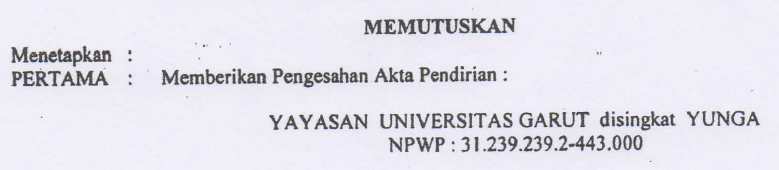 MEMUTUSKAN
Menetapkan :
PERTAMA : Memberikan Pengesahan Akta Pendirian :
YAYASAN UNIVERSITAS GARUT disingkat YUNGA
NPWP : 31.239.239.2-443.000